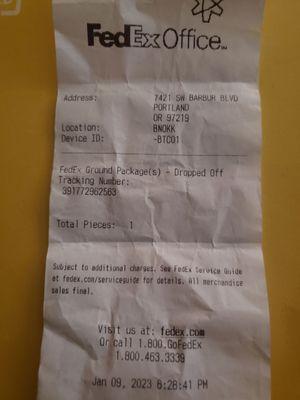 FedEx Office
Address: 7421 SW BARBUR BLVD
PORTLAND
OR 97219
Location: BNOKK
Device ID: -BTC01
FedEx Ground Package(s) - Dropped Off
Tracking Number:
391772962563
Total Pieces: 1
Subject to additional charges. See FedEx Service Guide
at fedex.com/serviceguide for details. All merchandise
sales final.
Visit us at: fedex.com
Or call 1.800.GoFedEx
1.800.463.3339
Jan 09, 2023 6:28:41 PM